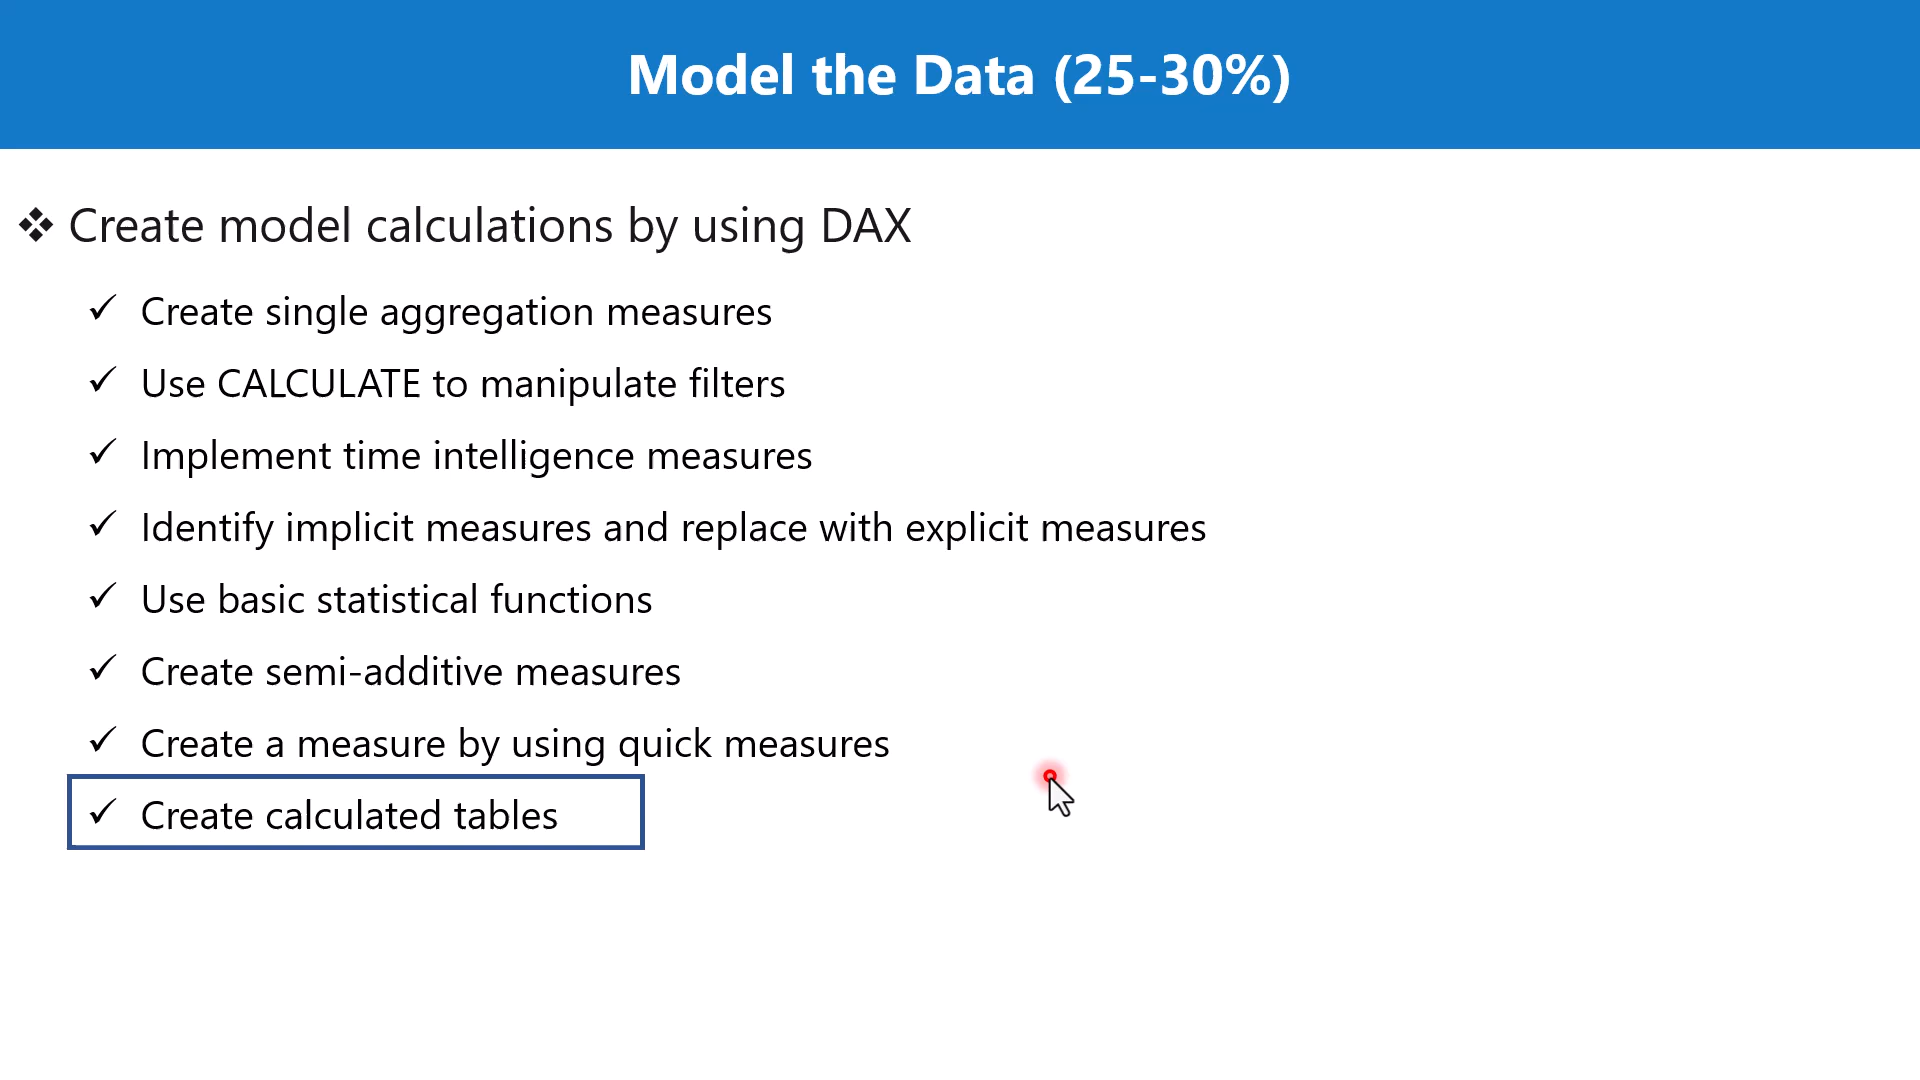 Model the Data (25-30%)
Create model calculations by using DAX
Create single aggregation measures
Use CALCULATE to manipulate filters
Implement time intelligence measures
Identify implicit measures and replace with explicit measures
Use basic statistical functions
Create semi-additive measures
Create a measure by using quick measures
Create calculated tables